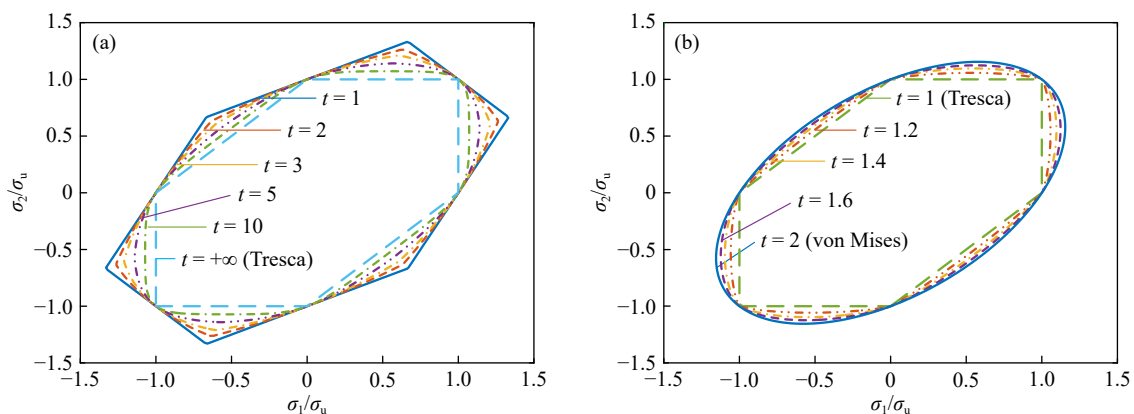 (a)
1.5
1.0
0.5
0
−0.5
−1.0
−1.5
σ2/σu
t = 1
t = 2
t = 3
t = 5
t = 10
t = +∞ (Tresca)
−1.5 −1.0 −0.5 0 0.5 1.0 1.5
σ1/σu
(b)
1.5
1.0
0.5
0
−0.5
−1.0
−1.5
σ2/σu
t = 1 (Tresca)
t = 1.2
t = 1.4
t = 1.6
t = 2 (von Mises)
−1.5 −1.0 −0.5 0 0.5 1.0 1.5
σ1/σu